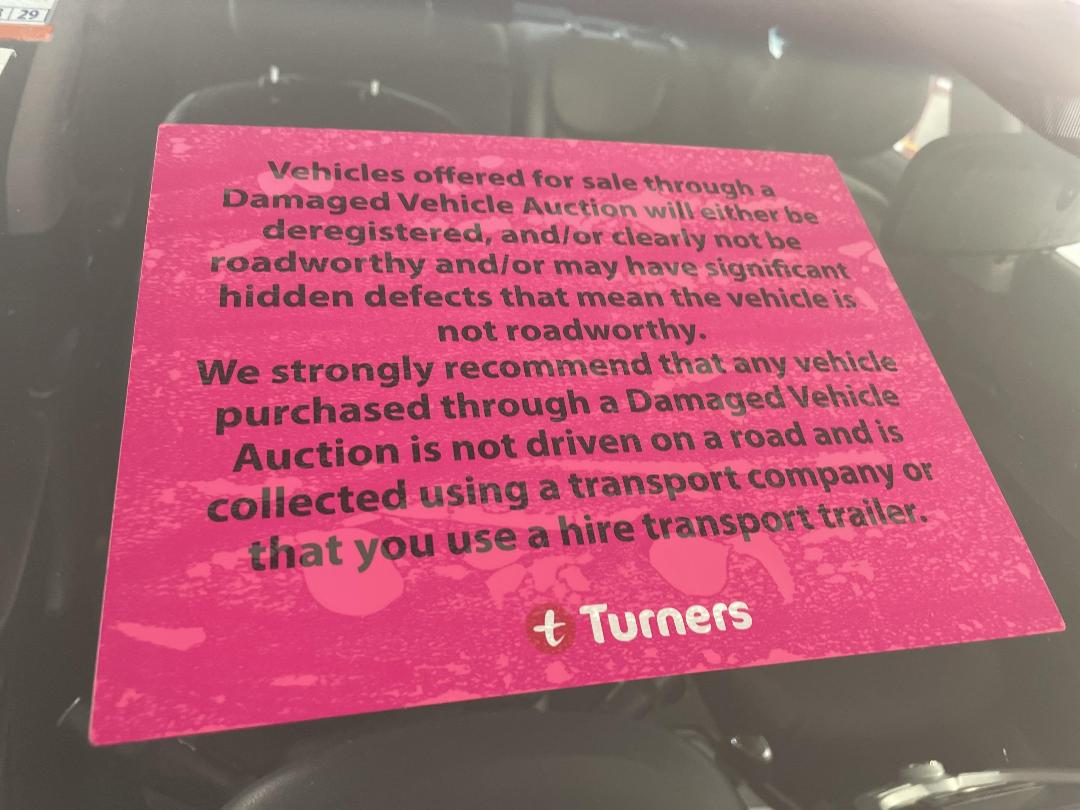 29
Vehicles offered for sale through a
Damaged Vehicle Auction will either be
deregistered, and/or clearly not be
roadworthy and/or may have significant
hidden defects that mean the vehicle is
not roadworthy.
We strongly recommend that any vehicle
purchased through a Damaged Vehicle
Auction is not driven on a road and is
collected using a transport company or
that you use a hire transport trailer.
t Turners